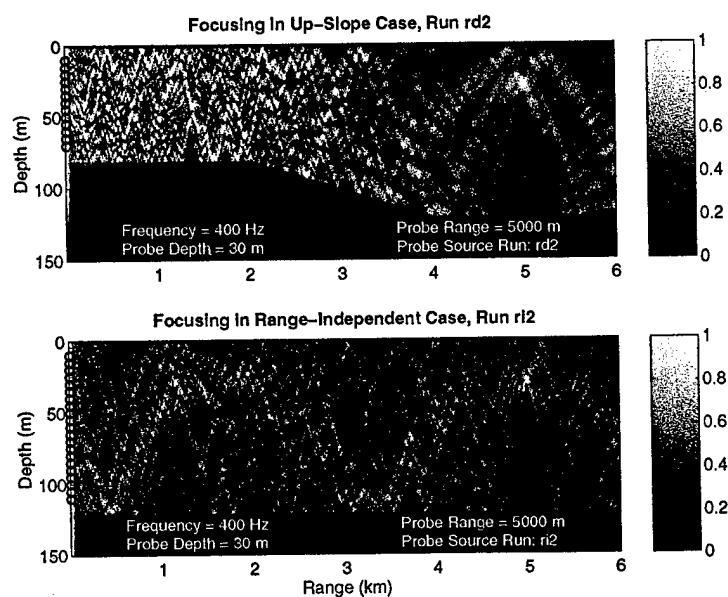 Focusing in Up-Slope Case, Run rd2
0
50
100
150
Depth (m)
Frequency = 400 Hz
Probe Depth = 30 m
Probe Range = 5000 m
Probe Source Run: rd2
1 2 3 4 5 6
1
0.8
0.6
0.4
0.2
0
Focusing in Range-Independent Case, Run ri2
0
50
100
150
Depth (m)
Frequency = 400 Hz
Probe Depth = 30 m
Probe Range = 5000 m
Probe Source Run: ri2
1 2 3 4 5 6
Range (km)
1
0.8
0.6
0.4
0.2
0